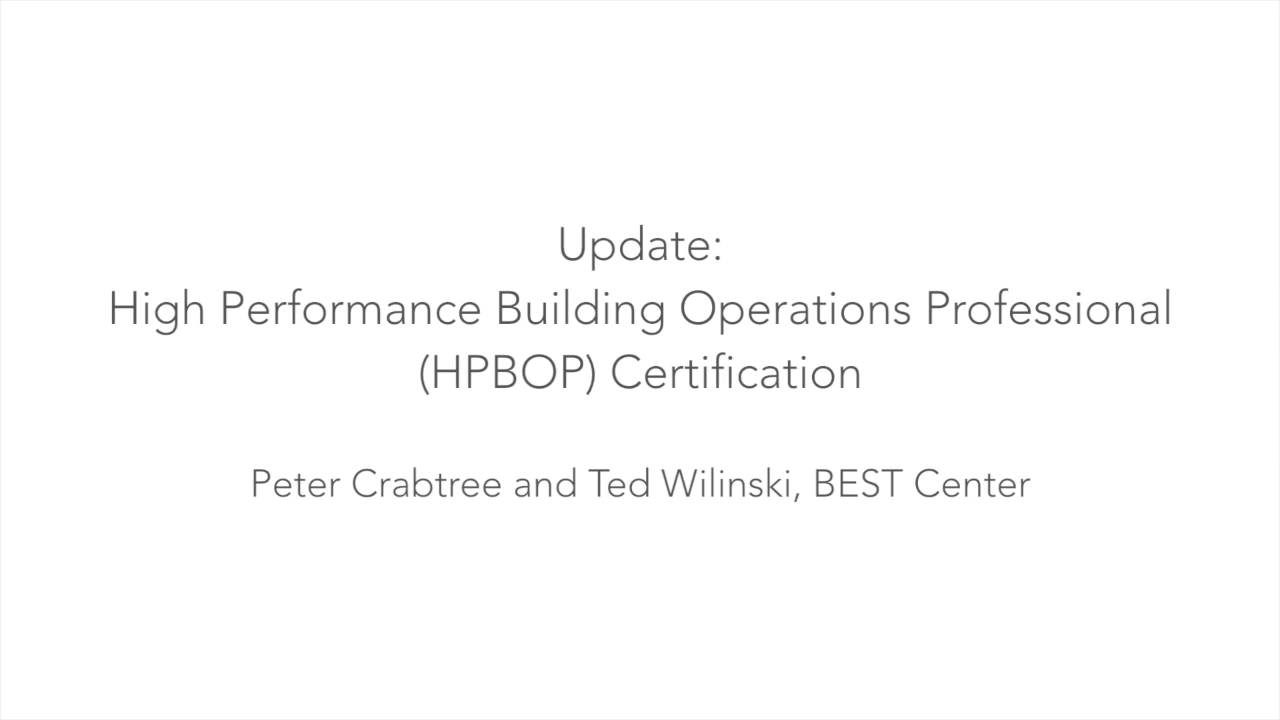 Update:
High Performance Building Operations Professional
(HPBOP) Certification
Peter Crabtree and Ted Wilinski, BEST Center